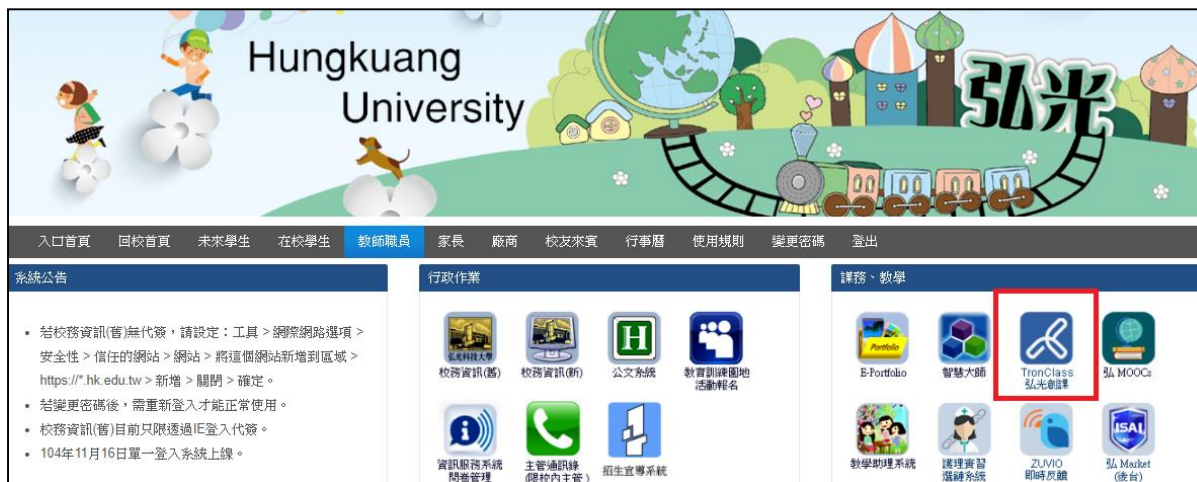 Hungkuang
University
弘光
入口首頁 回校首頁 未來學生 在校學生 教師職員 家長 廠商 校友來賓 行事曆 使用規則 變更密碼 登出
系統公告
• 若校務資訊(舊)無代簽，請設定：工具 > 網際網路選項 >
安全性 > 信任的網站 > 網站 > 將這個網站新增到區域 >
https://*.hk.edu.tw > 新增 > 關閉 > 確定。
• 若變更密碼後，需重新登入才能正常使用。
• 校務資訊(舊)目前只限透過IE登入代簽。
• 104年11月16日單一登入系統上線。
行政作業
弘光科技大學
H
校務資訊(舊) 校務資訊(新) 公文系統 教育訓練園地
活動報名
資訊服務系統
問卷管理
主管通訊錄
(限校內主管)
招生宣導系統
課務、教學
Portfolio
E-Portfolio 智慧大師 TronClass
弘光創課
弘 MOOCs
ISAI
教學助理系統 護理實習
選鏈系統
ZUVIO
即時反饋
弘 Market
(後台)